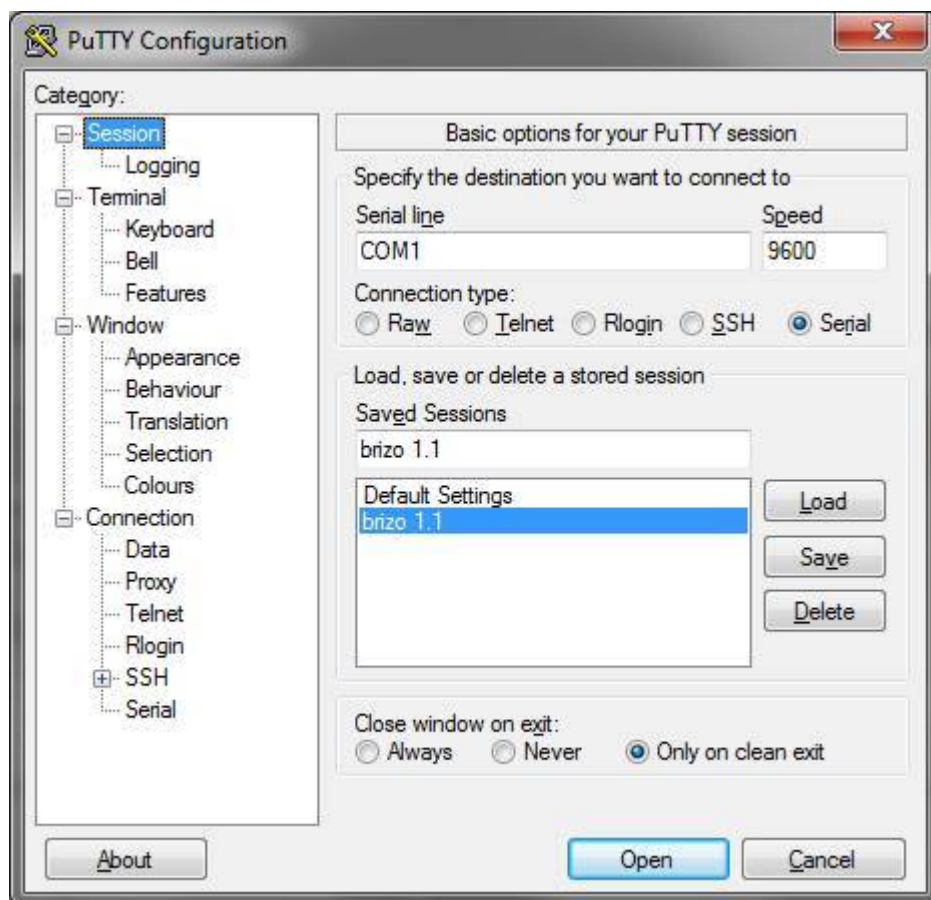 PuTTY Configuration
Category:
Session
Logging
Terminal
Keyboard
Bell
Features
Window
Appearance
Behaviour
Translation
Selection
Colours
Connection
Data
Proxy
Telnet
Rlogin
SSH
Serial
Basic options for your PuTTY session
Specify the destination you want to connect to
Serial line Speed
COM1 9600
Connection type:
Raw Telnet Rlogin SSH Serial
Load, save or delete a stored session
Saved Sessions
brizo 1.1
Default Settings
brizo 1.1
Load
Save
Delete
Close window on exit:
Always Never Only on clean exit
About Open Cancel